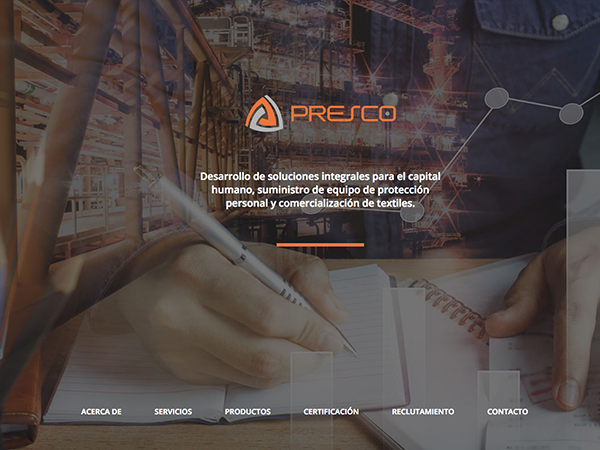 PRESCO
Desarrollo de soluciones integrales para el capital
humano, suministro de equipo de protección
personal y comercialización de textiles.
ACERCA DE SERVICIOS PRODUCTOS CERTIFICACIÓN RECLUTAMIENTO CONTACTO